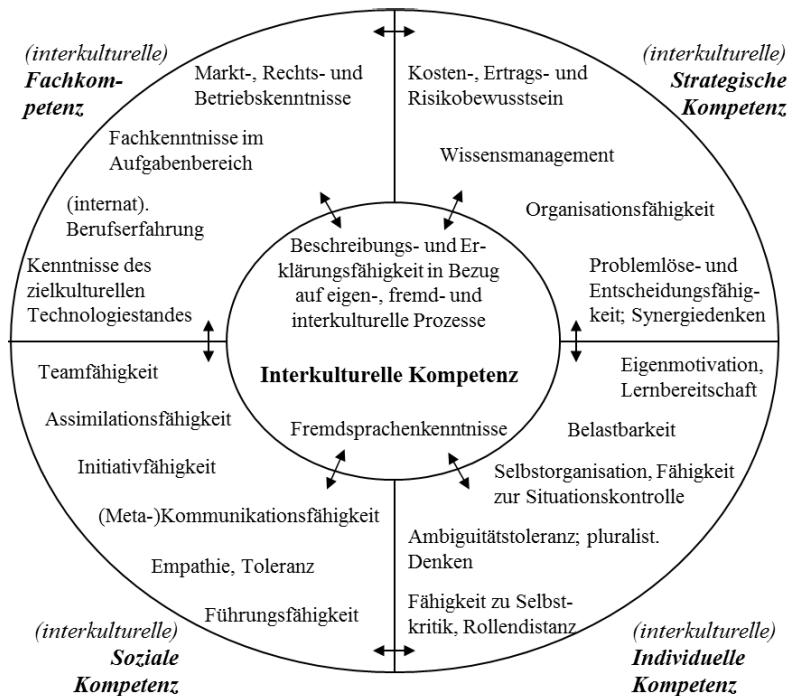 (interkulturelle)
Fachkom-
petenz
Markt-, Rechts- und
Betriebskenntnisse
Fachkenntnisse im
Aufgabenbereich
(internat).
Berufserfahrung
Kenntnisse des
zielkulturellen
Technologiestandes
(interkulturelle)
Strategische
Kompetenz
Kosten-, Ertrags- und
Risikobewusstsein
Wissensmanagement
Organisationsfähigkeit
Problemlöse- und
Entscheidungsfähig-
keit; Synergiedenken
Beschreibungs- und Er-
klärungsfähigkeit in Bezug
auf eigen-, fremd- und
interkulturelle Prozesse
Interkulturelle Kompetenz
Fremdsprachenkenntnisse
Teamfähigkeit
Assimilationsfähigkeit
Initiativfähigkeit
(Meta-)Kommunikationsfähigkeit
Empathie, Toleranz
Führungsfähigkeit
(interkulturelle)
Soziale
Kompetenz
Eigenmotivation,
Lernbereitschaft
Belastbarkeit
Selbstorganisation, Fähigkeit
zur Situationskontrolle
Ambiguitätstoleranz; pluralist.
Denken
Fähigkeit zu Selbst-
kritik, Rollendistanz
(interkulturelle)
Individuelle
Kompetenz